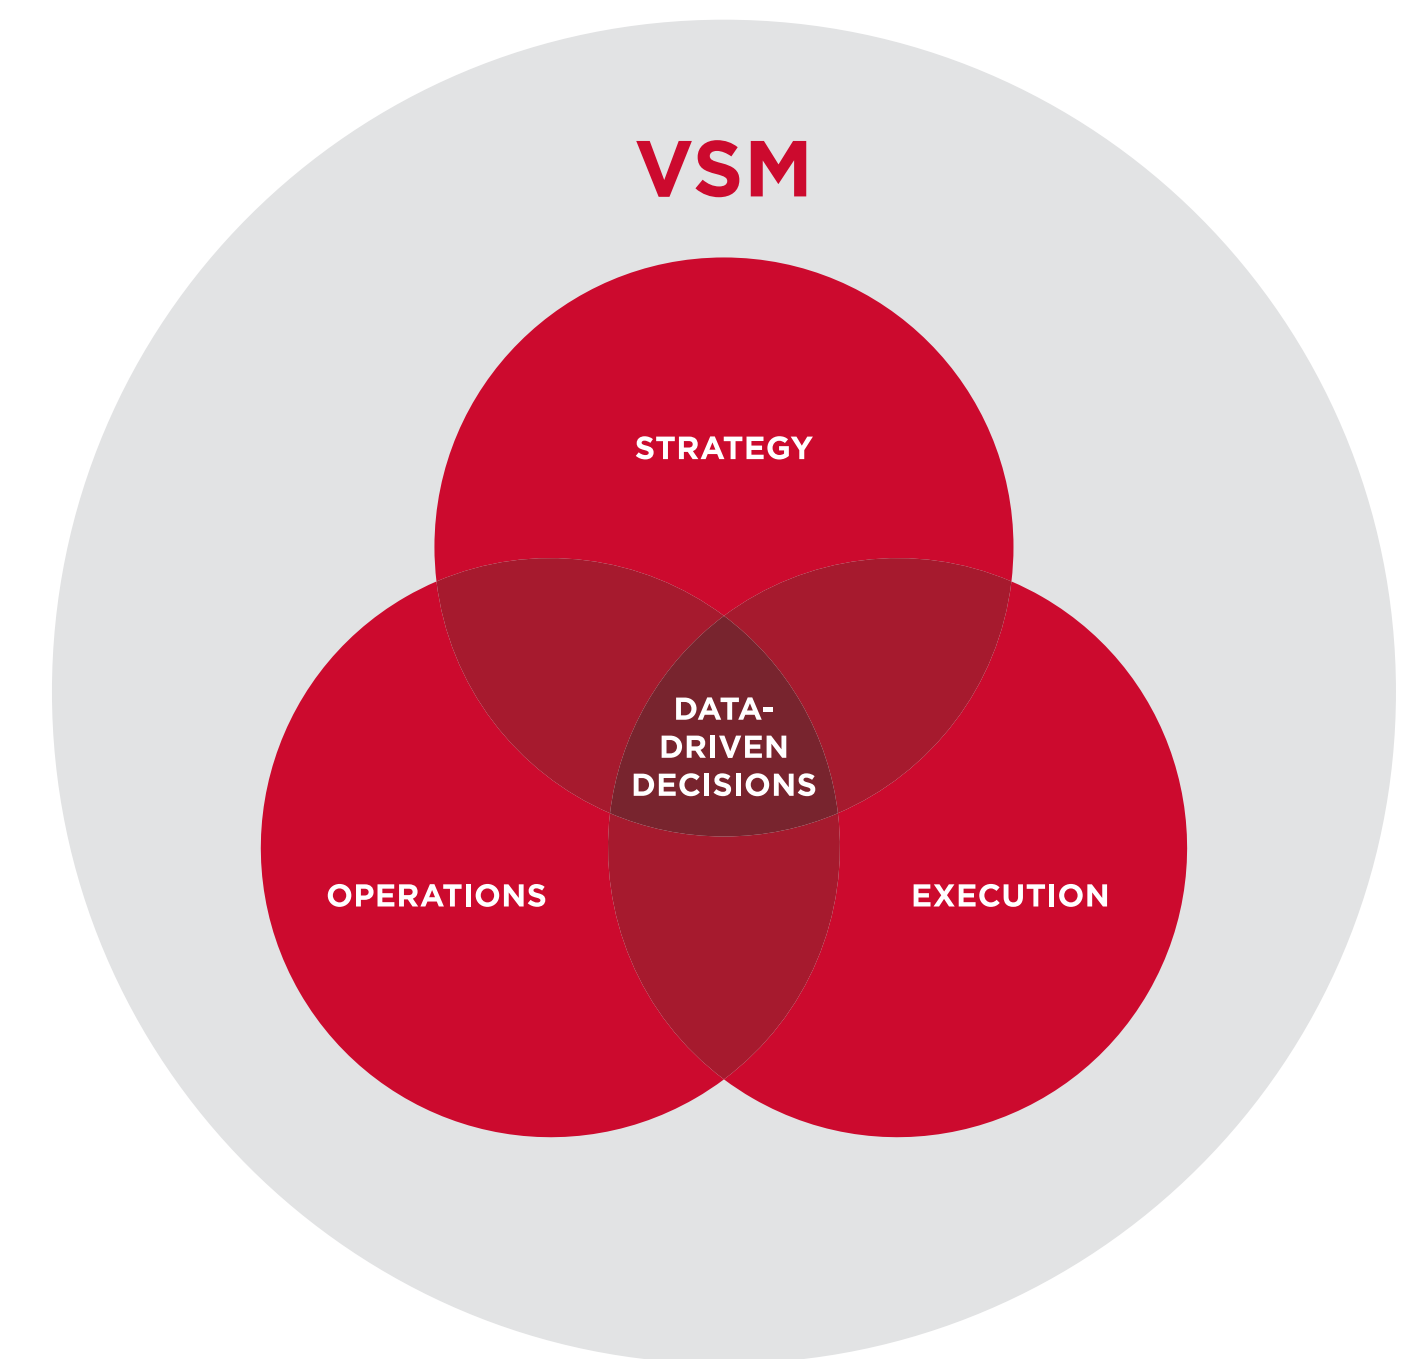 VSM
STRATEGY
DATA-
DRIVEN
DECISIONS
OPERATIONS
EXECUTION